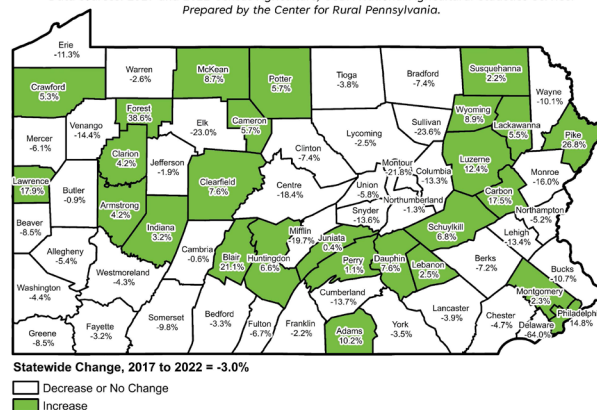 Prepared by the Center for Rural Pennsylvania.
Erie
-11.3%
Crawford
5.3%
Warren
-2.6%
McKean
8.7%
Potter
5.7%
Tioga
-3.8%
Bradford
-7.4%
Susquehanna
2.2%
Wayne
-10.1%
Mercer
-6.1%
Venango
-14.4%
Forest
38.6%
Elk
-23.0%
Cameron
5.7%
Clinton
-7.4%
Lycoming
-2.5%
Sullivan
-23.6%
Wyoming
8.9%
Lackawanna
5.5%
Pike
26.8%
Lawrence
17.9%
Butler
-0.9%
Clarion
4.2%
Jefferson
-1.9%
Clearfield
7.6%
Centre
-18.4%
Union
-5.8%
Montour
-21.8%
Columbia
-13.3%
Luzerne
12.4%
Monroe
-16.0%
Carbon
17.5%
Beaver
-8.5%
Armstrong
4.2%
Indiana
3.2%
Snyder
-13.6%
Northumberland
-1.3%
Schuylkill
6.8%
Northampton
-5.2%
Lehigh
-13.4%
Allegheny
-5.4%
Westmoreland
-4.3%
Cambria
-0.6%
Blair
21.1%
Huntingdon
6.6%
Mifflin
-19.7%
Juniata
0.4%
Perry
1.1%
Dauphin
7.6%
Lebanon
2.5%
Berks
-7.2%
Bucks
-10.7%
Montgomery
2.3%
Philadelphi
14.8%
Washington
-4.4%
Greene
-8.5%
Fayette
-3.2%
Somerset
-9.8%
Bedford
-3.3%
Fulton
-6.7%
Franklin
-2.2%
Cumberland
-13.7%
Adams
10.2%
York
-3.5%
Lancaster
-3.9%
Chester
-4.7%
Delaware
-64.0%
Statewide Change, 2017 to 2022 = -3.0%
Decrease or No Change
Increase